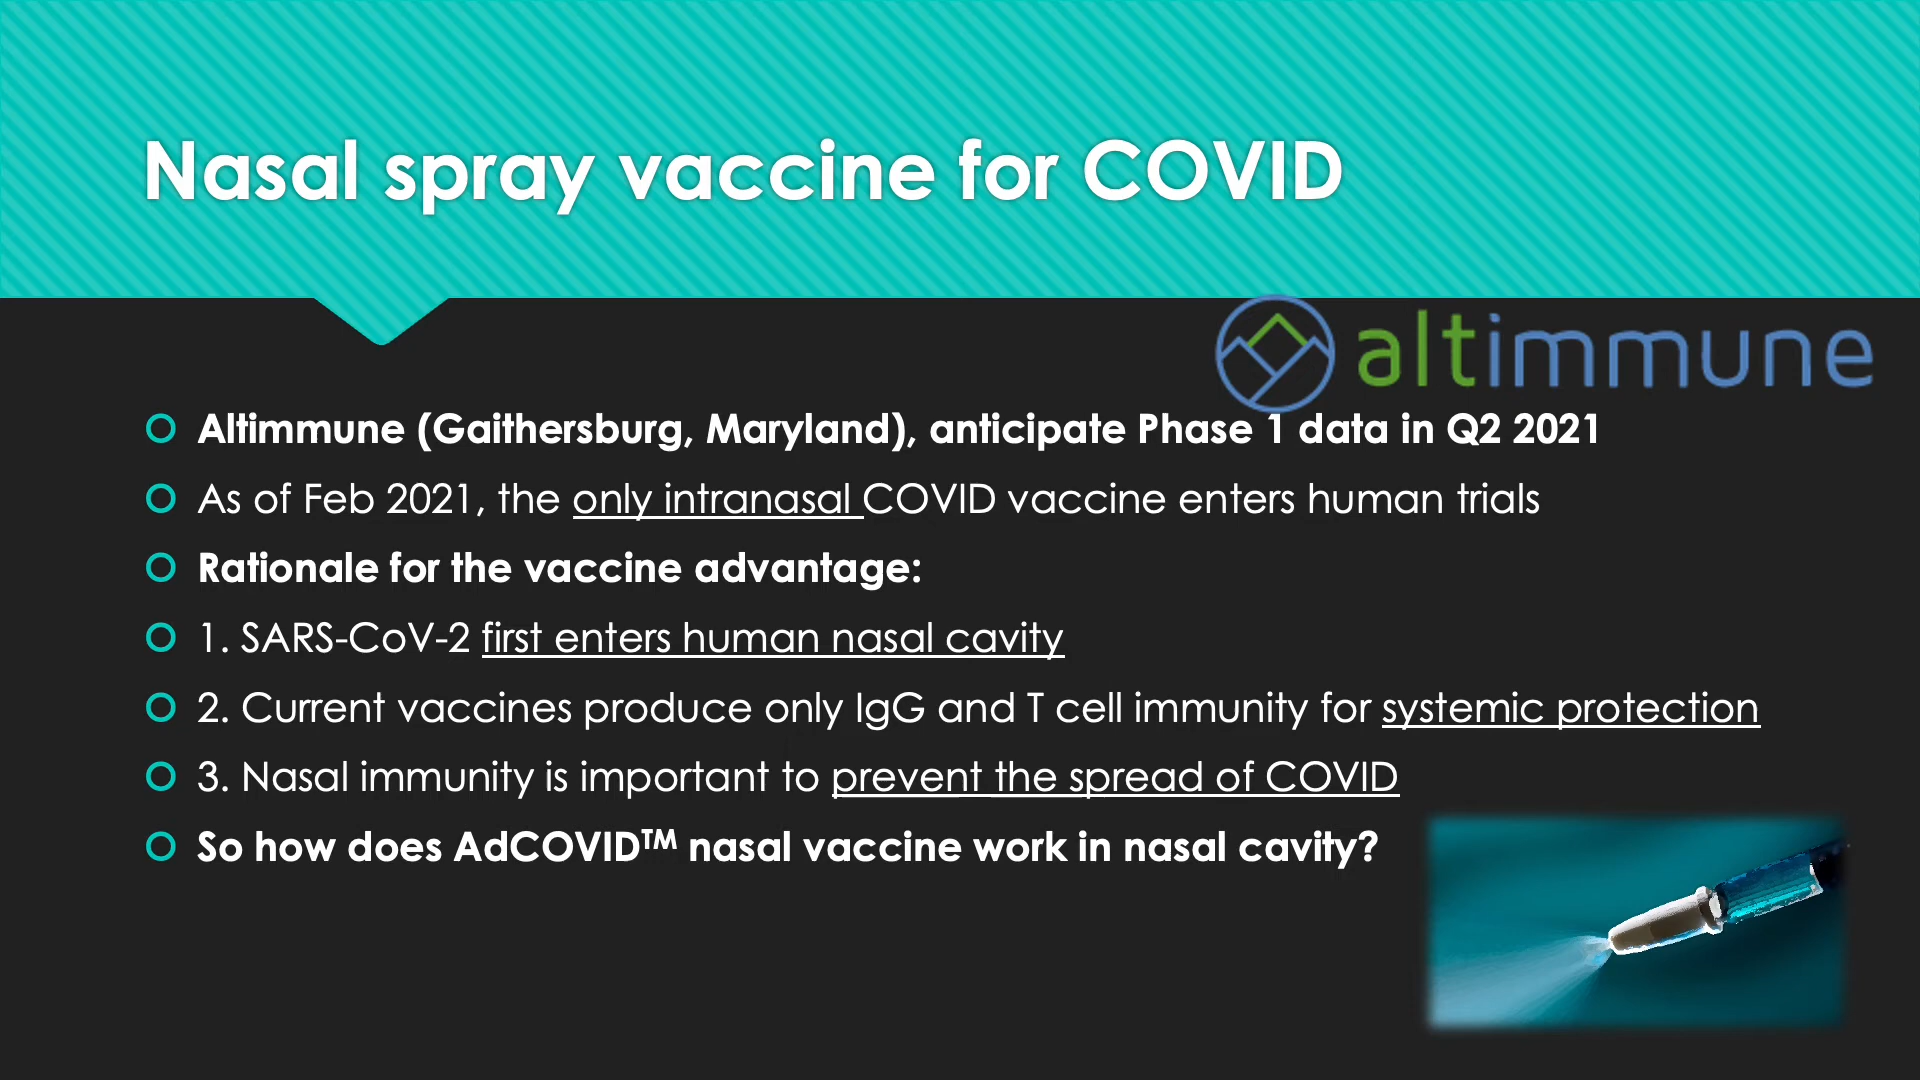 Nasal spray vaccine for COVID
altimmune
Altimmune (Gaithersburg, Maryland), anticipate Phase 1 data in Q2 2021
As of Feb 2021, the only intranasal COVID vaccine enters human trials
Rationale for the vaccine advantage:
1. SARS-CoV-2 first enters human nasal cavity
2. Current vaccines produce only IgG and T cell immunity for systemic protection
3. Nasal immunity is important to prevent the spread of COVID
So how does AdCOVID™ nasal vaccine work in nasal cavity?